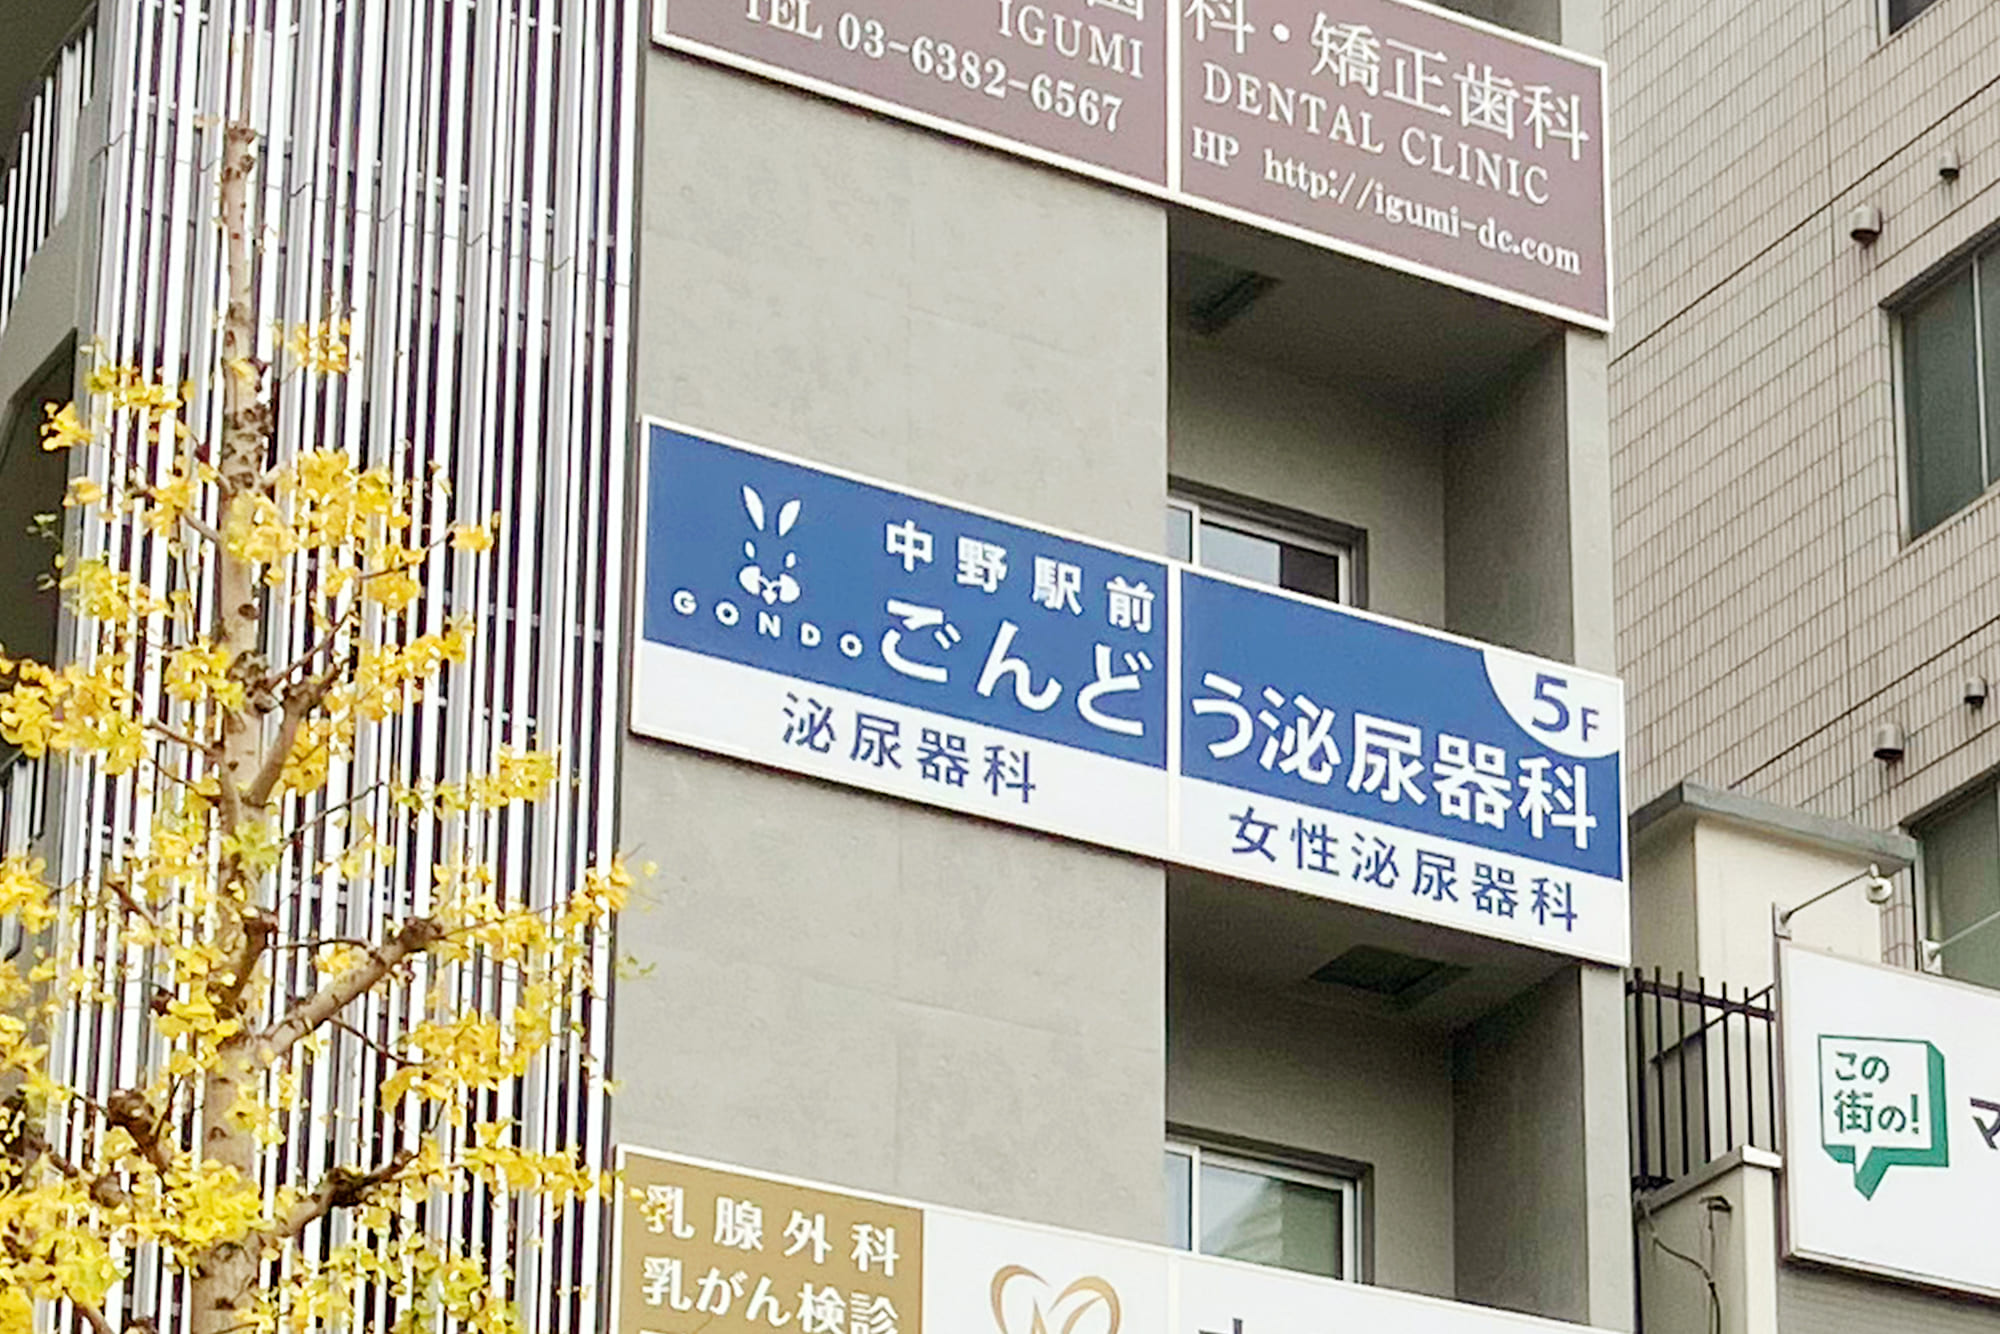 科・矯正歯科
IGUMI DENTAL CLINIC
TEL 03-6382-6567 HP http://igumi-dc.com
中野駅前
GONDO
ごんどう泌尿器科
5F
泌尿器科 女性泌尿器科
この
街の!
乳腺外科
乳がん検診